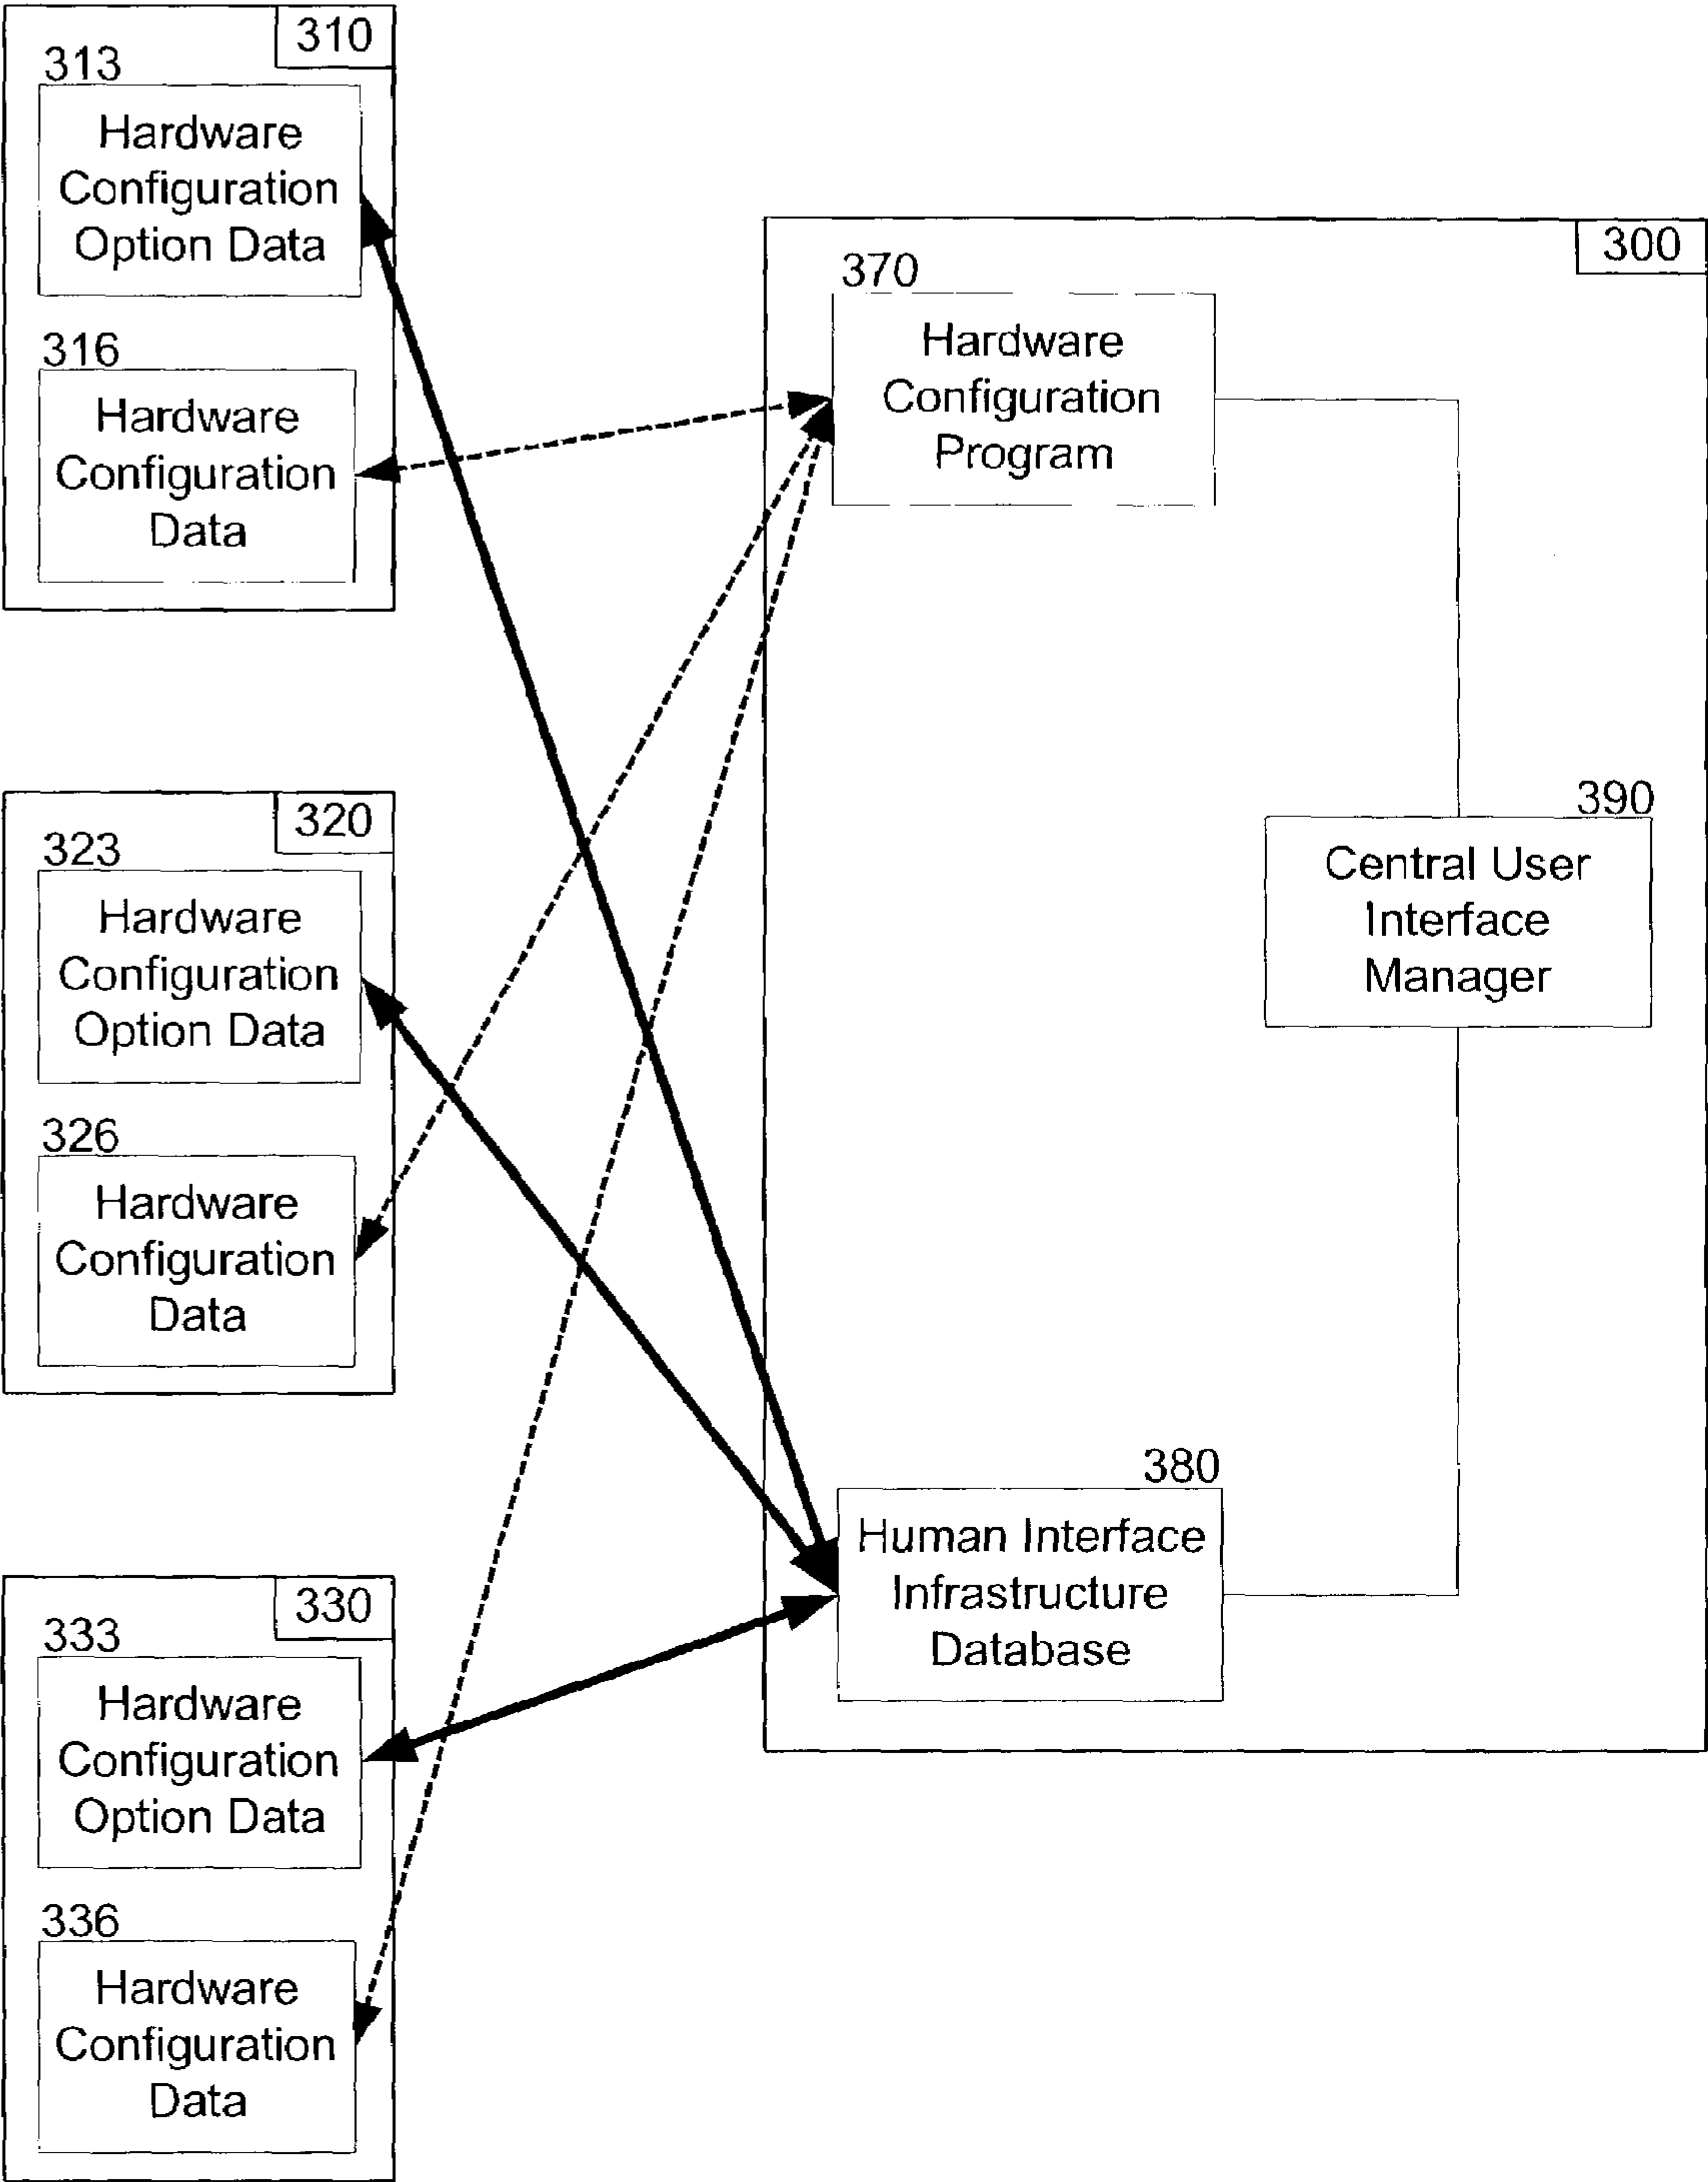 310
313
Hardware
Configuration
Option Data
316
Hardware
Configuration
Data
320
323
Hardware
Configuration
Option Data
326
Hardware
Configuration
Data
330
333
Hardware
Configuration
Option Data
336
Hardware
Configuration
Data
300
370
Hardware
Configuration
Program
390
Central User
Interface
Manager
380
Human Interface
Infrastructure
Database